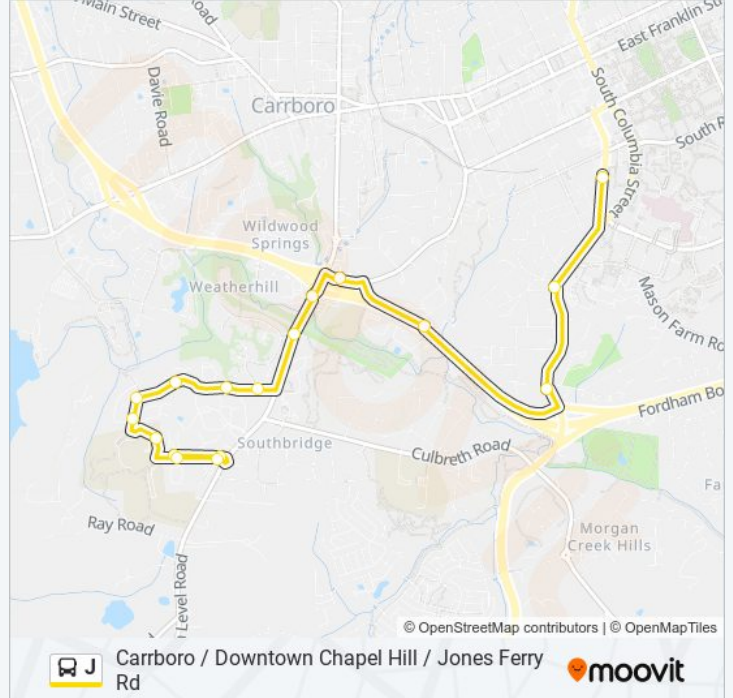 Main Street
Road
East Franklin St
Davie Road
Carrboro
South Columbia Street
South R
Wildwood
Springs
Weatherhill
Mason Farm Ro
Fordham Bo
Southbridge
Culbreth Road
Fa
Ray Road
Morgan
Creek Hills
Level Road
© OpenStreetMap contributors | © OpenMapTiles
J Carrboro / Downtown Chapel Hill / Jones Ferry
Rd
moovit